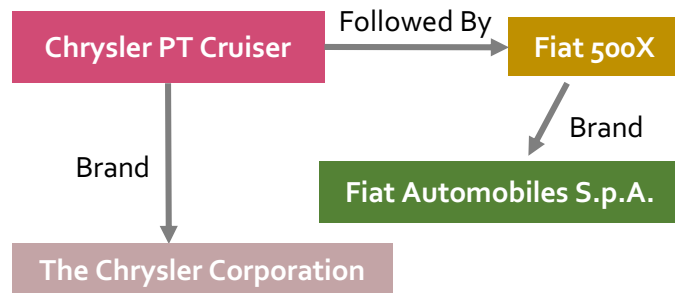 Followed By
Chrysler PT Cruiser
Fiat 500X
Brand
Brand
Fiat Automobiles S.p.A.
The Chrysler Corporation